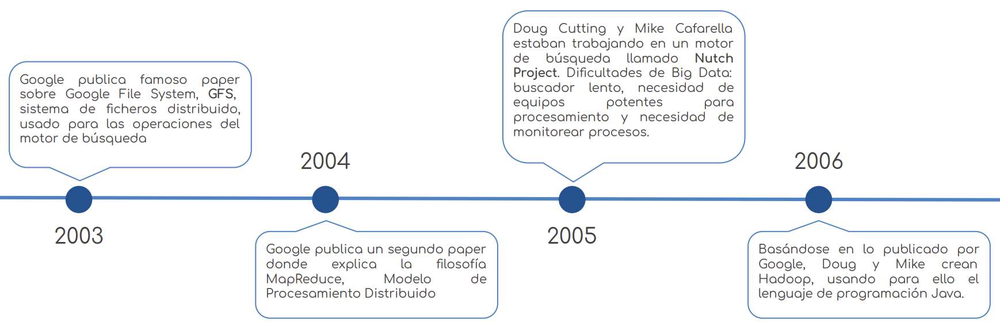 Google publica famoso paper
sobre Google File System, GFS,
sistema de ficheros distribuido,
usado para las operaciones del
motor de búsqueda
2003
2004
Google publica un segundo paper
donde explica la filosofía
MapReduce, Modelo de
Procesamiento Distribuido
Doug Cutting y Mike Cafarella
estaban trabajando en un motor
de búsqueda llamado Nutch
Project. Dificultades de Big Data:
buscador lento, necesidad de
equipos potentes para
procesamiento y necesidad de
monitorear procesos.
2005
2006
Basándose en lo publicado por
Google, Doug y Mike crean
Hadoop, usando para ello el
lenguaje de programación Java.